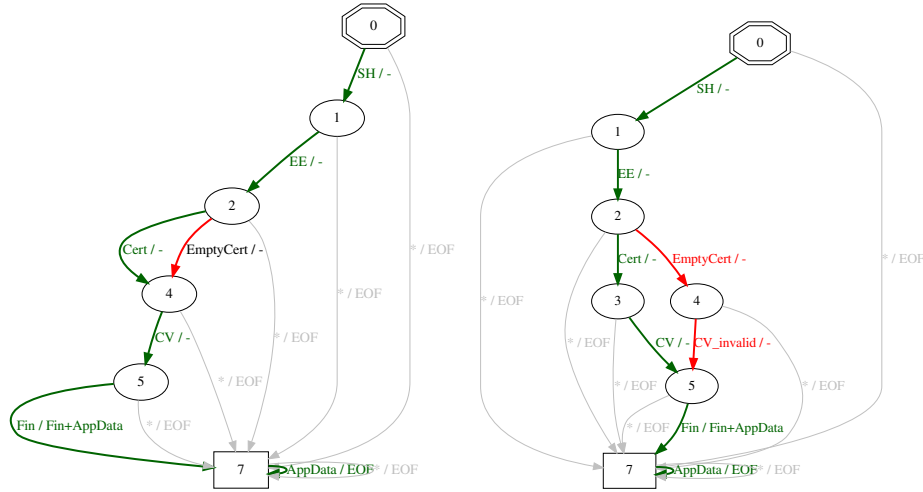 0
SH / -
1
EE / -
2
* / EOF
Cert / -
EmptyCert / -
4
* / EOF
* / EOF
CV / -
5
Fin / Fin+AppData
* / EOF
7
AppData / EOF
* / EOF
0
SH / -
1
EE / -
2
* / EOF
Cert / -
EmptyCert / -
3
4
* / EOF
* / EOF
CV / -
CV_invalid / -
* / EOF
5
* / EOF
* / EOF
Fin / Fin+AppData
7
AppData / EOF
* / EOF